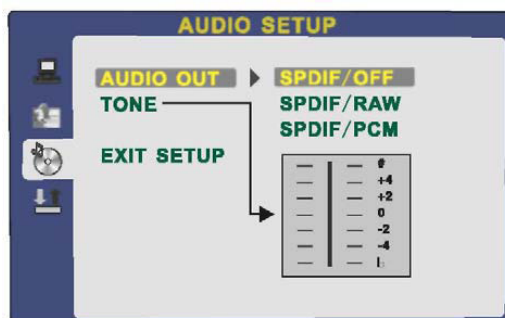 AUDIO SETUP
AUDIO OUT SPDIF/OFF
TONE SPDIF/RAW
SPDIF/PCM
EXIT SETUP
#
+4
+2
0
-2
-4